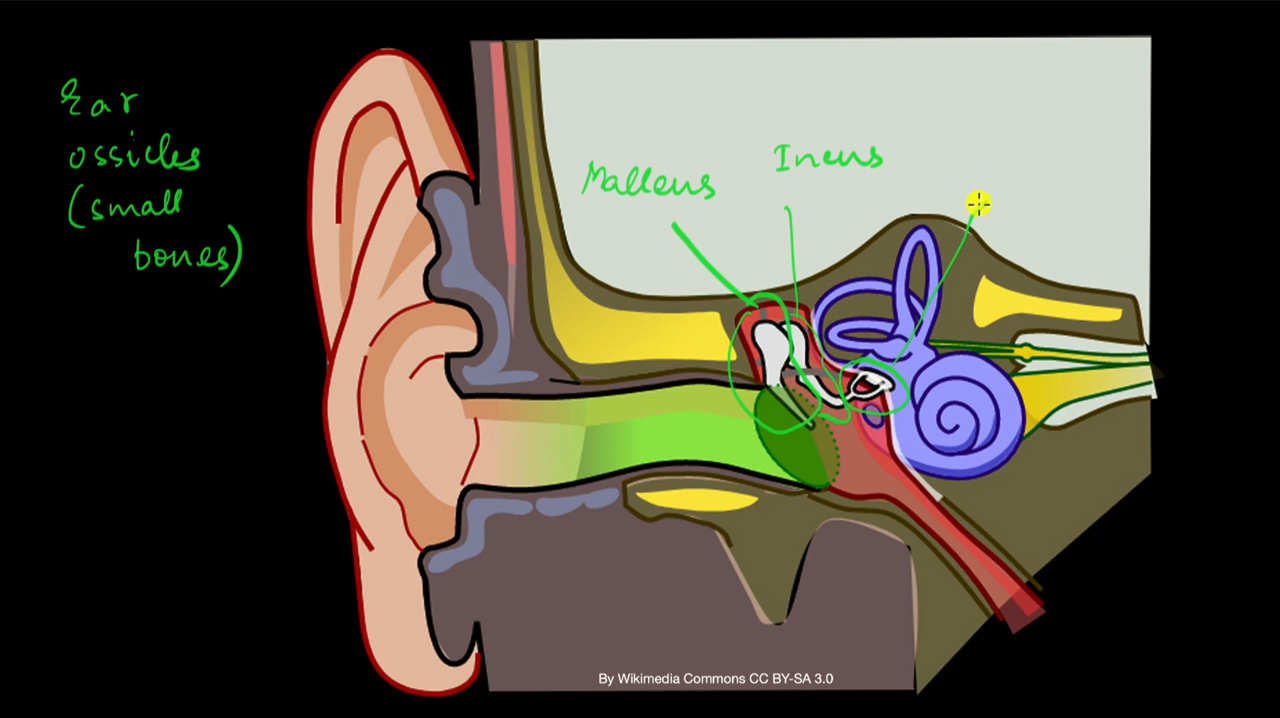 Ear
ossicles
(small
bones)
Malleus
Incus
By Wikimedia Commons CC BY-SA 3.0